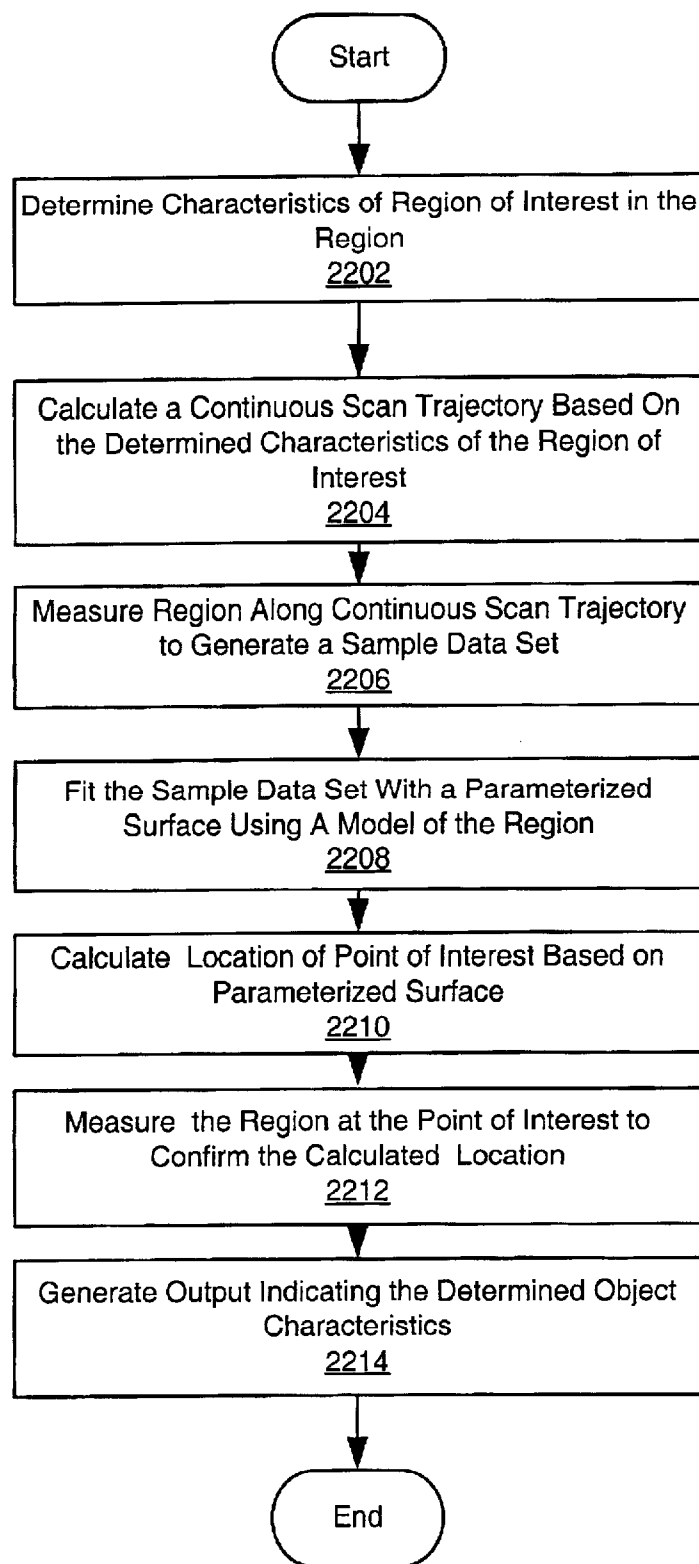 Start
Determine Characteristics of Region of Interest in the
Region
2202
Calculate a Continuous Scan Trajectory Based On
the Determined Characteristics of the Region of
Interest
2204
Measure Region Along Continuous Scan Trajectory
to Generate a Sample Data Set
2206
Fit the Sample Data Set With a Parameterized
Surface Using A Model of the Region
2208
Calculate Location of Point of Interest Based on
Parameterized Surface
2210
Measure the Region at the Point of Interest to
Confirm the Calculated Location
2212
Generate Output Indicating the Determined Object
Characteristics
2214
End